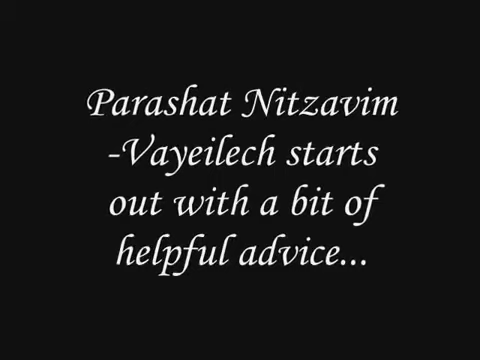 Parashat Nitzavim
-Vayeilech starts
out with a bit of
helpful advice...